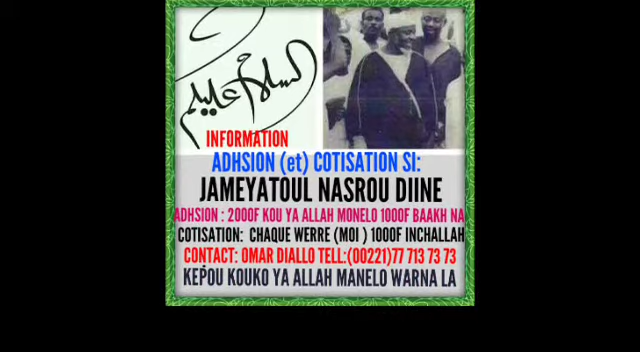 السلام عليكم
INFORMATION
ADHSION (et) COTISATION SI:
JAMEYATOUL NASROU DIINE
ADHSION : 2000F KOU YA ALLAH MONELO 1000F BAAKH NA
COTISATION: CHAQUE WERRE (MOI ) 1000F INCHALLAH
CONTACT: OMAR DIALLO TELL:(00221)77 713 73 73
KEPOU KOUKO YA ALLAH MANELO WARNA LA